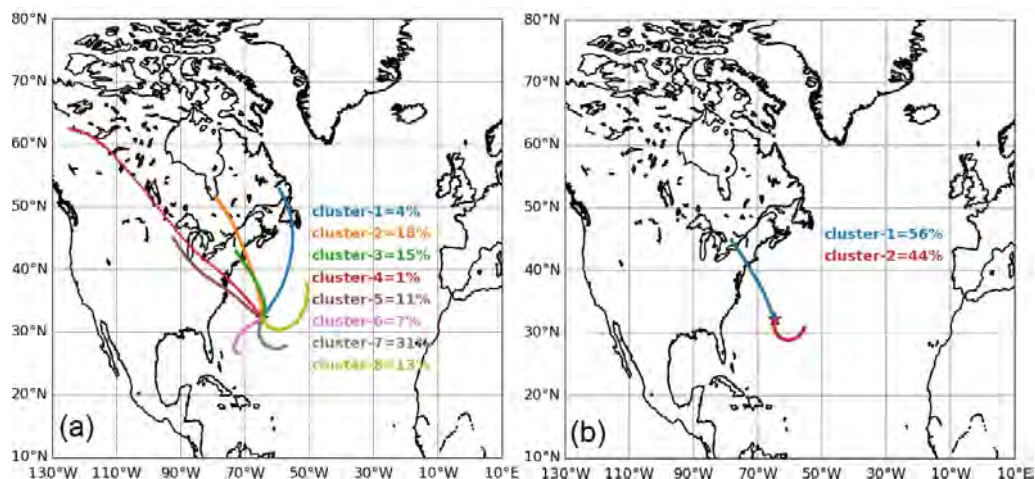 80°N
80°N
70°N
70°N
60°N
60°N
50°N
50°N
cluster-1=4%
cluster-2=18%
cluster-3=15%
cluster-4=1%
cluster-5=11%
cluster-6=7%
cluster-7=31%
cluster-8=13%
cluster-1=56%
cluster-2=44%
40°N
40°N
30°N
30°N
20°N
20°N
(a)
(b)
10°N
10°N
130°W 110°W 90°W 70°W 50°W 30°W 10°W 10°E
130°W 110°W 90°W 70°W 50°W 30°W 10°W 10°E